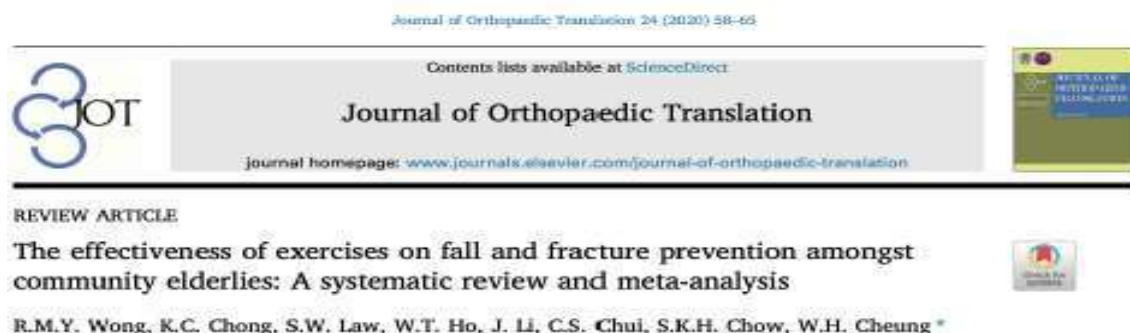 Journal of Orthopaedic Translation 24 (2020) 58–65
Contents lists available at ScienceDirect
JOT
Journal of Orthopaedic Translation
journal homepage: www.journals.elsevier.com/journal-of-orthopaedic-translation
REVIEW ARTICLE
The effectiveness of exercises on fall and fracture prevention amongst
community elderlies: A systematic review and meta-analysis
R.M.Y. Wong, K.C. Chong, S.W. Law, W.T. Ho, J. Li, C.S. Chui, S.K.H. Chow, W.H. Cheung *